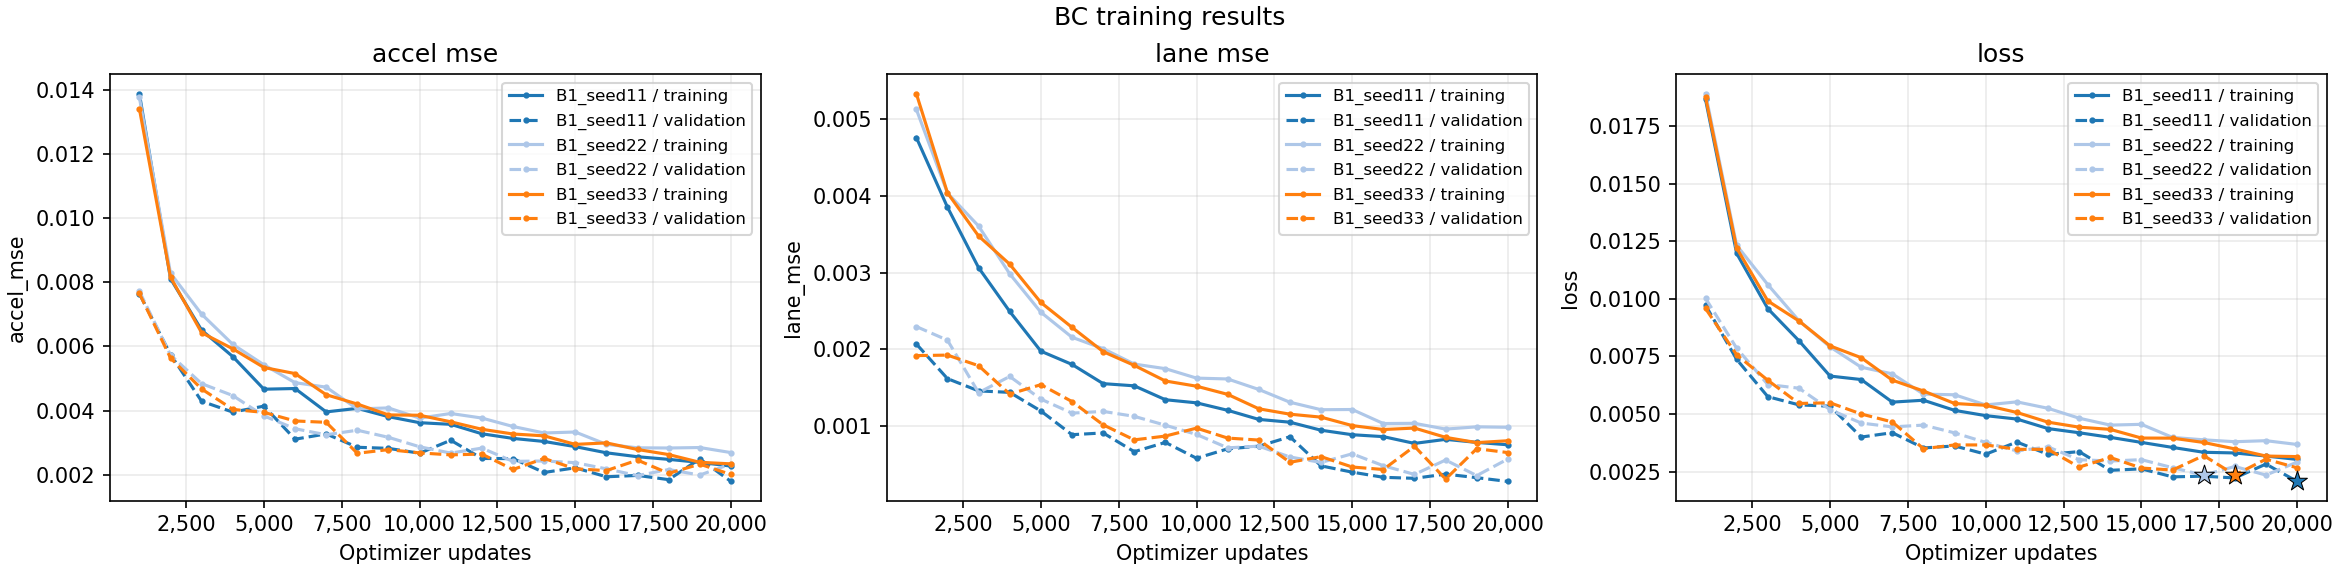 BC training results
accel mse
accel_mse
0.014
0.012
0.010
0.008
0.006
0.004
0.002
B1_seed11 / training
B1_seed11 / validation
B1_seed22 / training
B1_seed22 / validation
B1_seed33 / training
B1_seed33 / validation
2,500 5,000 7,500 10,000 12,500 15,000 17,500 20,000
Optimizer updates
lane mse
lane_mse
0.005
0.004
0.003
0.002
0.001
B1_seed11 / training
B1_seed11 / validation
B1_seed22 / training
B1_seed22 / validation
B1_seed33 / training
B1_seed33 / validation
2,500 5,000 7,500 10,000 12,500 15,000 17,500 20,000
Optimizer updates
loss
loss
0.0175
0.0150
0.0125
0.0100
0.0075
0.0050
0.0025
B1_seed11 / training
B1_seed11 / validation
B1_seed22 / training
B1_seed22 / validation
B1_seed33 / training
B1_seed33 / validation
2,500 5,000 7,500 10,000 12,500 15,000 17,500 20,000
Optimizer updates